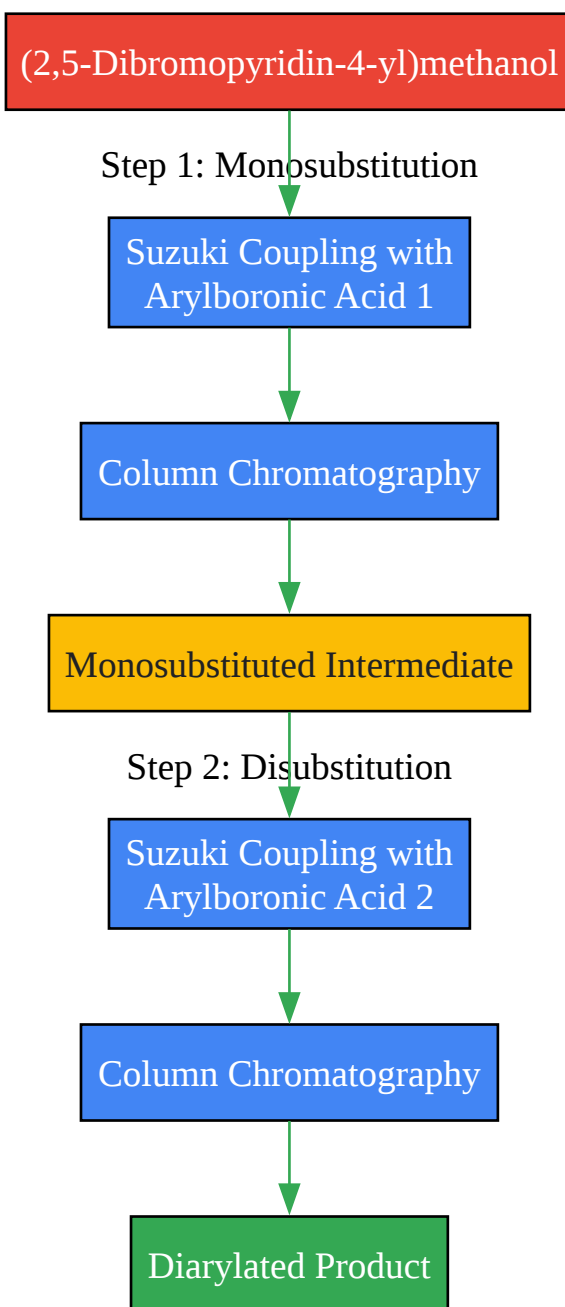 (2,5-Dibromopyridin-4-yl)methanol
Step 1: Monosubstitution
Suzuki Coupling with
Arylboronic Acid 1
Column Chromatography
Monosubstituted Intermediate
Step 2: Disubstitution
Suzuki Coupling with
Arylboronic Acid 2
Column Chromatography
Diarylated Product